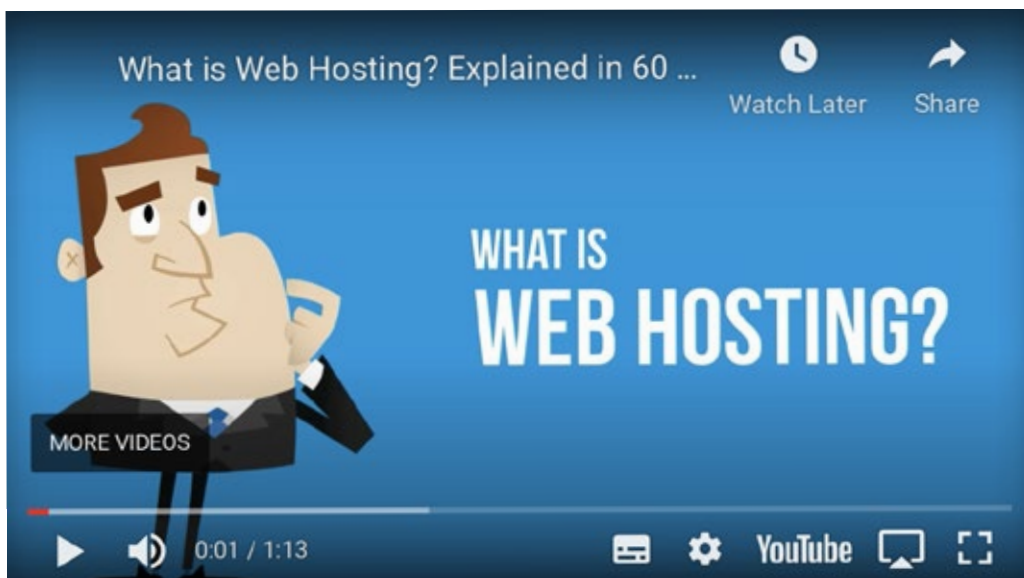 What is Web Hosting? Explained in 60 ...
Watch Later
Share
WHAT IS
WEB HOSTING?
MORE VIDEOS
0:01 / 1:13
YouTube